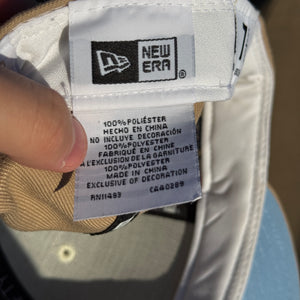 NEW
ERA
®
100%POLIÉSTER
HECHO EN CHINA
NO INCLUYE DECORACIÓN
100%POLYESTER
FABRIQUÉ EN CHINE
À L'EXCLUSION DE LA GARNITURE
100%POLYESTER
MADE IN CHINA
EXCLUSIVE OF DECORATION
RN11493 CA40289